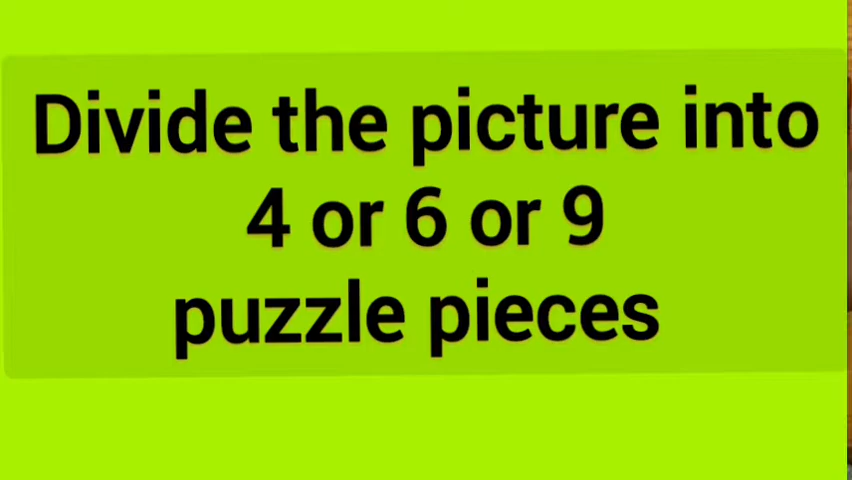 Divide the picture into
4 or 6 or 9
puzzle pieces